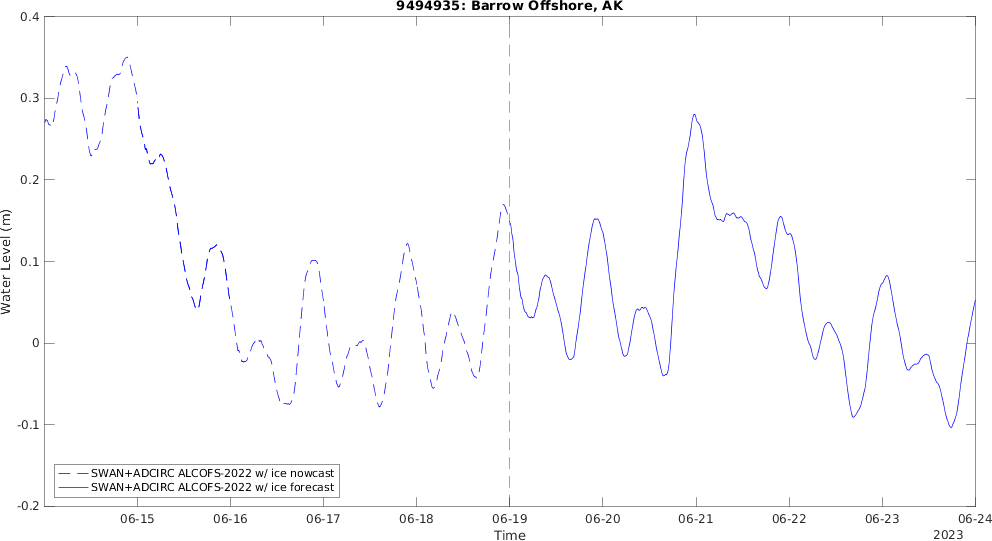 9494935: Barrow Offshore, AK
0.4
0.3
0.2
0.1
0
-0.1
-0.2
Water Level (m)
SWAN+ADCIRC ALCOFS-2022 w/ ice nowcast
SWAN+ADCIRC ALCOFS-2022 w/ ice forecast
06-15 06-16 06-17 06-18 06-19 06-20 06-21 06-22 06-23 06-24
Time
2023